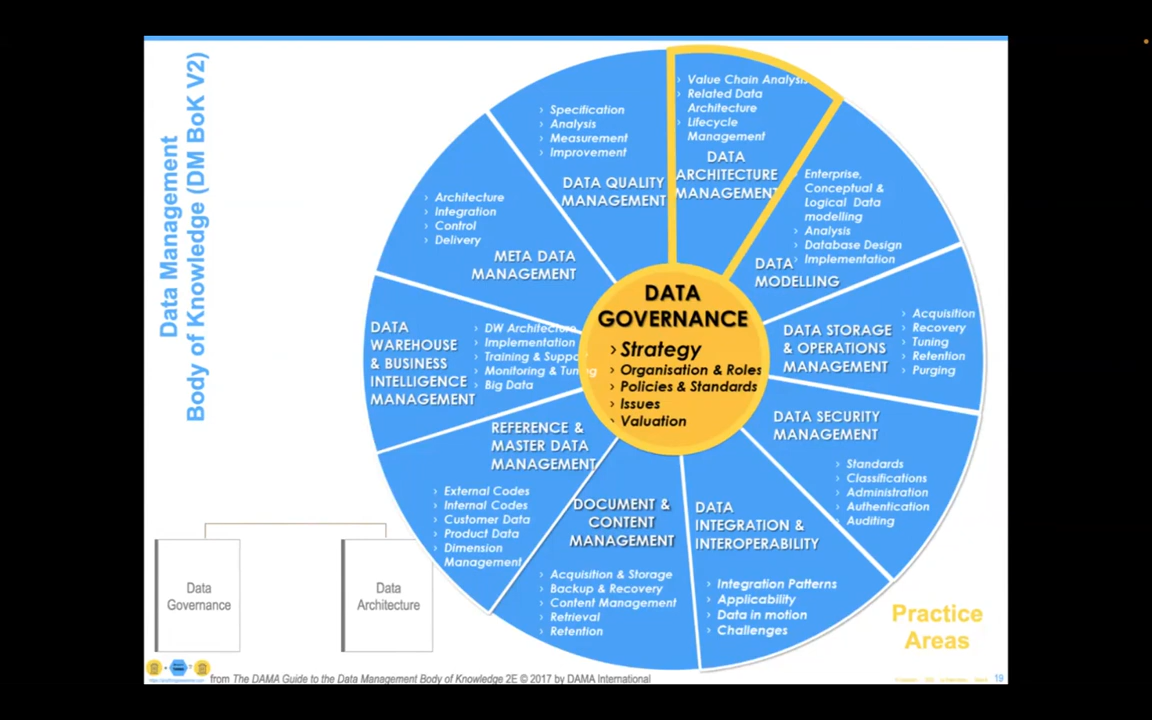 Data Management
Body of Knowledge (DM BoK V2)
› Specification
› Analysis
› Measurement
› Improvement
DATA QUALITY
MANAGEMENT
› Value Chain Analysis
› Related Data
Architecture
› Lifecycle
Management
DATA
ARCHITECTURE
MANAGEMENT
› Enterprise,
Conceptual &
Logical Data
modelling
› Analysis
› Database Design
› Implementation
DATA
MODELLING
› Architecture
› Integration
› Control
› Delivery
META DATA
MANAGEMENT
DATA
GOVERNANCE
› Strategy
› Organisation & Roles
› Policies & Standards
› Issues
› Valuation
DATA STORAGE
& OPERATIONS
MANAGEMENT
› Acquisition
› Recovery
› Tuning
› Retention
› Purging
DATA
WAREHOUSE
& BUSINESS
INTELLIGENCE
MANAGEMENT
› DW Architecture
› Implementation
› Training & Suppo
› Monitoring & Tuning
› Big Data
DATA SECURITY
MANAGEMENT
› Standards
› Classifications
› Administration
› Authentication
› Auditing
REFERENCE &
MASTER DATA
MANAGEMENT
› External Codes
› Internal Codes
› Customer Data
› Product Data
› Dimension
Management
DOCUMENT &
CONTENT
MANAGEMENT
› Acquisition & Storage
› Backup & Recovery
› Content Management
› Retrieval
› Retention
DATA
INTEGRATION &
INTEROPERABILITY
› Integration Patterns
› Applicability
› Data in motion
› Challenges
Data
Governance
Data
Architecture
Practice
Areas
from The DAMA Guide to the Data Management Body of Knowledge 2E © 2017 by DAMA International
19